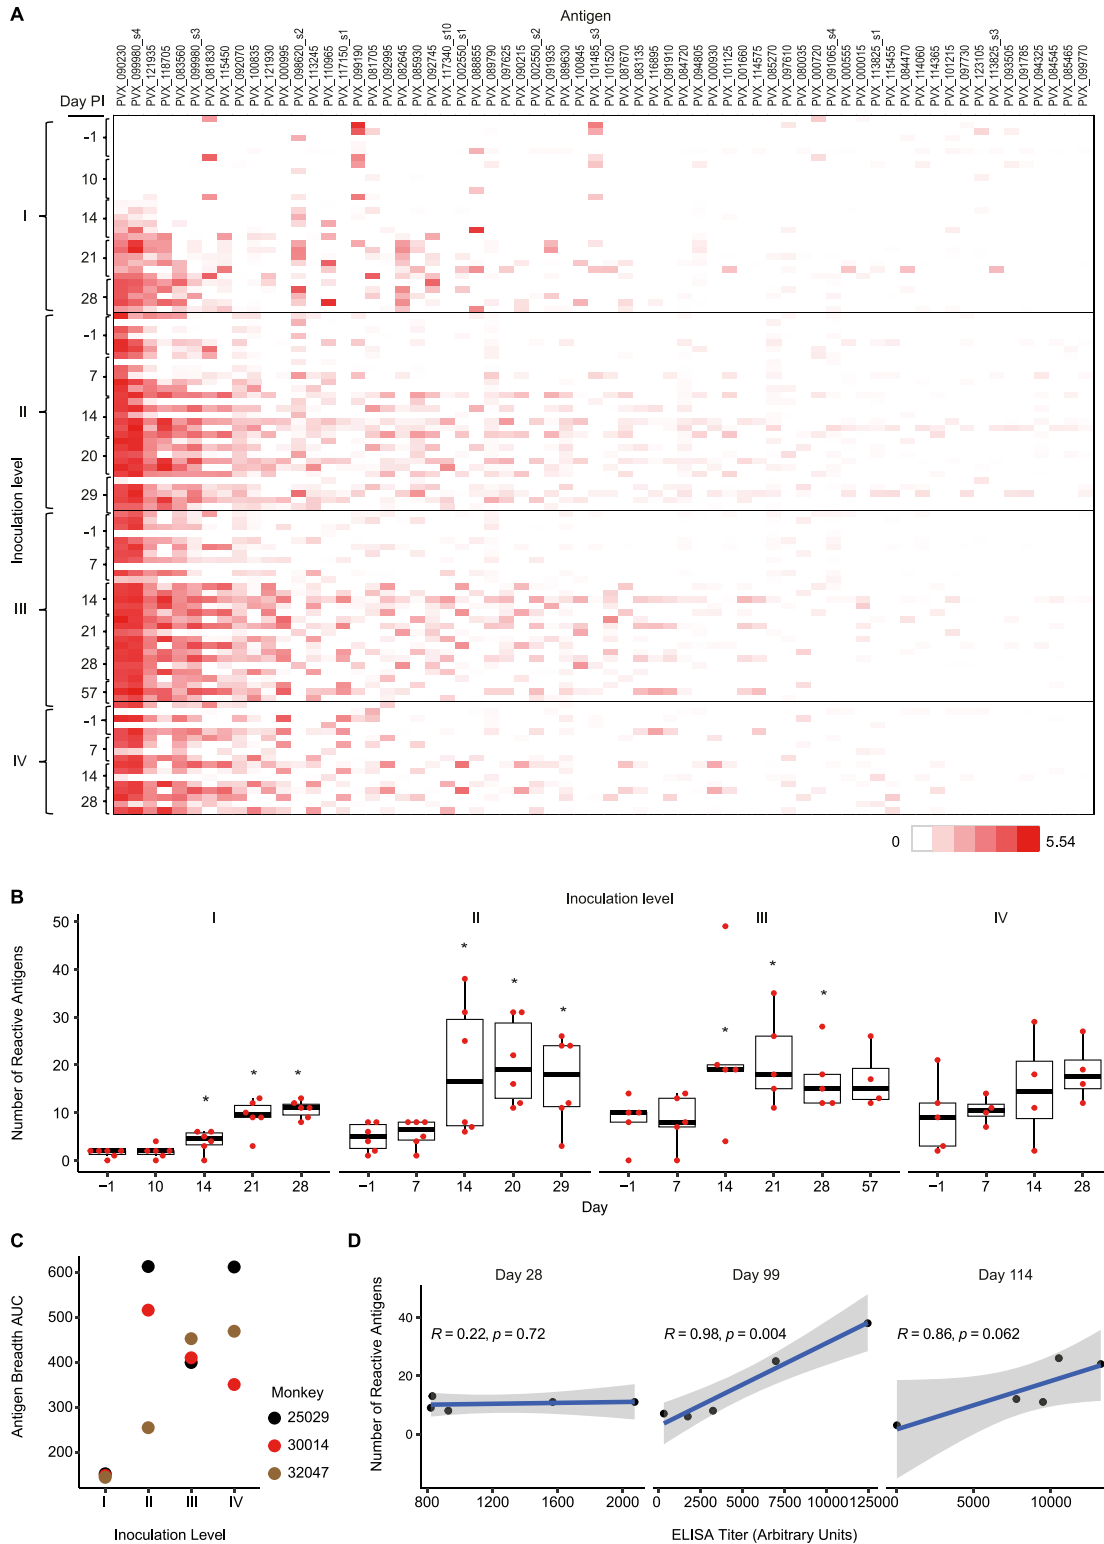 A
Antigen
PVX_090230
PVX_099980_s4
PVX_121935
PVX_118705
PVX_083560
PVX_099980_s3
PVX_081830
PVX_115450
PVX_092070
PVX_100835
PVX_121930
PVX_000995
PVX_098620_s2
PVX_113245
PVX_110965
PVX_117150_s1
PVX_099190
PVX_081705
PVX_092995
PVX_082645
PVX_085930
PVX_092745
PVX_117340_s10
PVX_002550_s1
PVX_088855
PVX_089790
PVX_097625
PVX_090215
PVX_002550_s2
PVX_091935
PVX_089630
PVX_100845
PVX_101485_s3
PVX_101520
PVX_087670
PVX_083135
PVX_116895
PVX_091910
PVX_084720
PVX_094805
PVX_000930
PVX_101125
PVX_001660
PVX_114575
PVX_085270
PVX_097610
PVX_080035
PVX_000720
PVX_091065_s4
PVX_000555
PVX_000015
PVX_113825_s1
PVX_115455
PVX_084470
PVX_114060
PVX_114365
PVX_101215
PVX_097730
PVX_123105
PVX_113825_s3
PVX_093505
PVX_091785
PVX_094325
PVX_084545
PVX_085465
PVX_099770
Day PI
Inoculation level
I
-1
10
14
21
28
II
-1
7
14
20
29
III
-1
7
14
21
28
57
IV
-1
7
14
28
0 5.54
B
Inoculation level
I II III IV
Number of Reactive Antigens
50
40
30
20
10
0
* * * * * * * * *
−1 10 14 21 28 −1 7 14 20 29 −1 7 14 21 28 57 −1 7 14 28
Day
C
Antigen Breadth AUC
600
500
400
300
200
I II III IV
Inoculation Level
Monkey
25029
30014
32047
D
Day 28 Day 99 Day 114
Number of Reactive Antigens
40
20
0
R = 0.22, p = 0.72
R = 0.98, p = 0.004
R = 0.86, p = 0.062
800 1200 1600 2000 0 2500 5000 7500 10000 12500 0 5000 10000
ELISA Titer (Arbitrary Units)